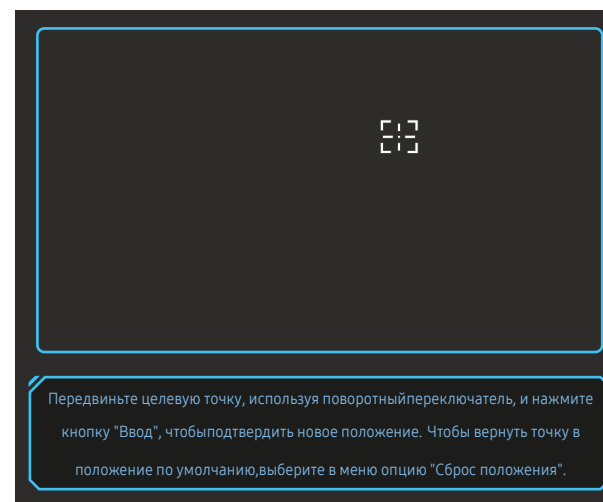 Передвиньте целевую точку, используя поворотныйпереключатель, и нажмите
кнопку "Ввод", чтобыподтвердить новое положение. Чтобы вернуть точку в
положение по умолчанию,выберите в меню опцию "Сброс положения".